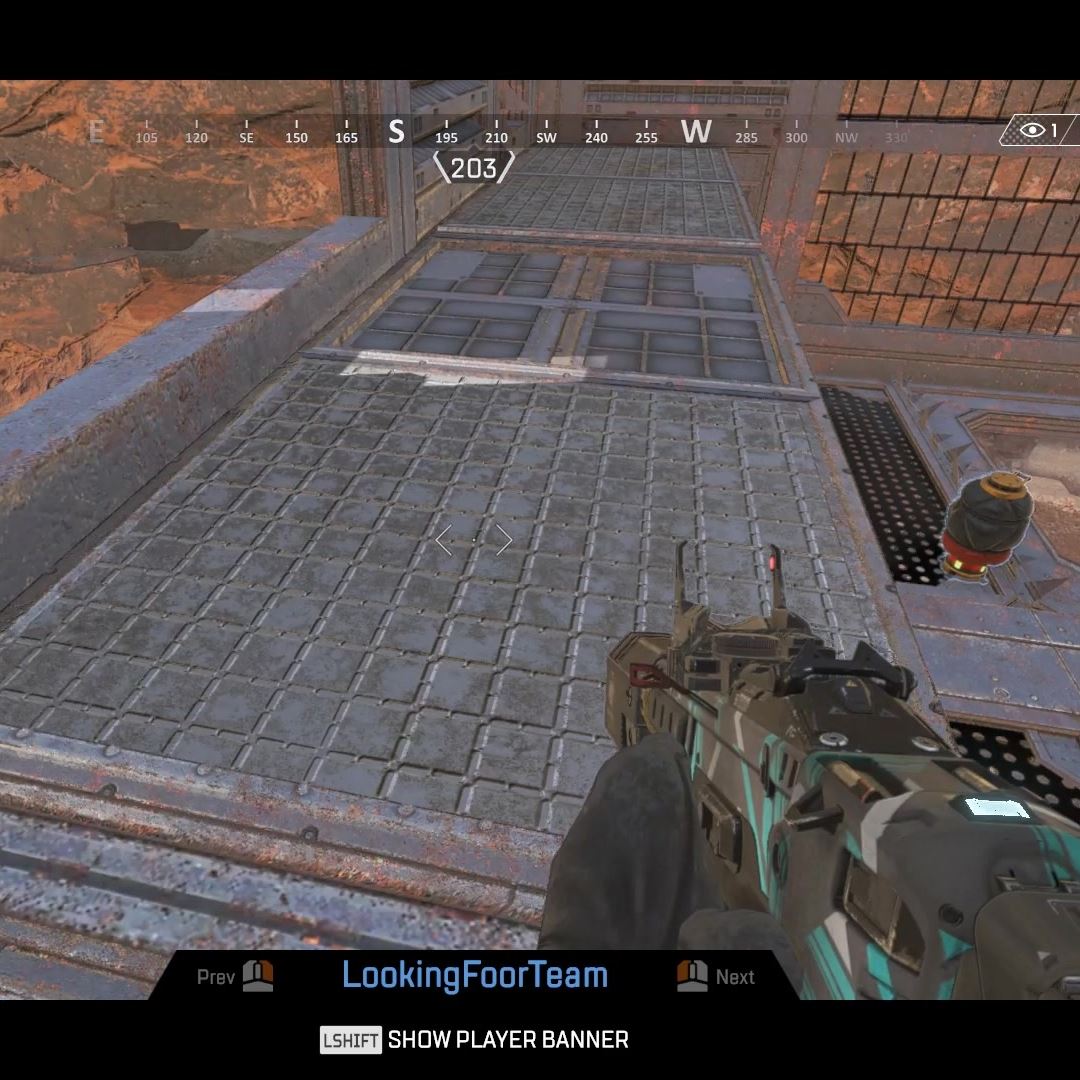 E 105 120 SE 150 165 S 195 210 SW 240 255 W 285 300 NW 330
1
203
Prev LookingFoorTeam Next
LSHIFT SHOW PLAYER BANNER